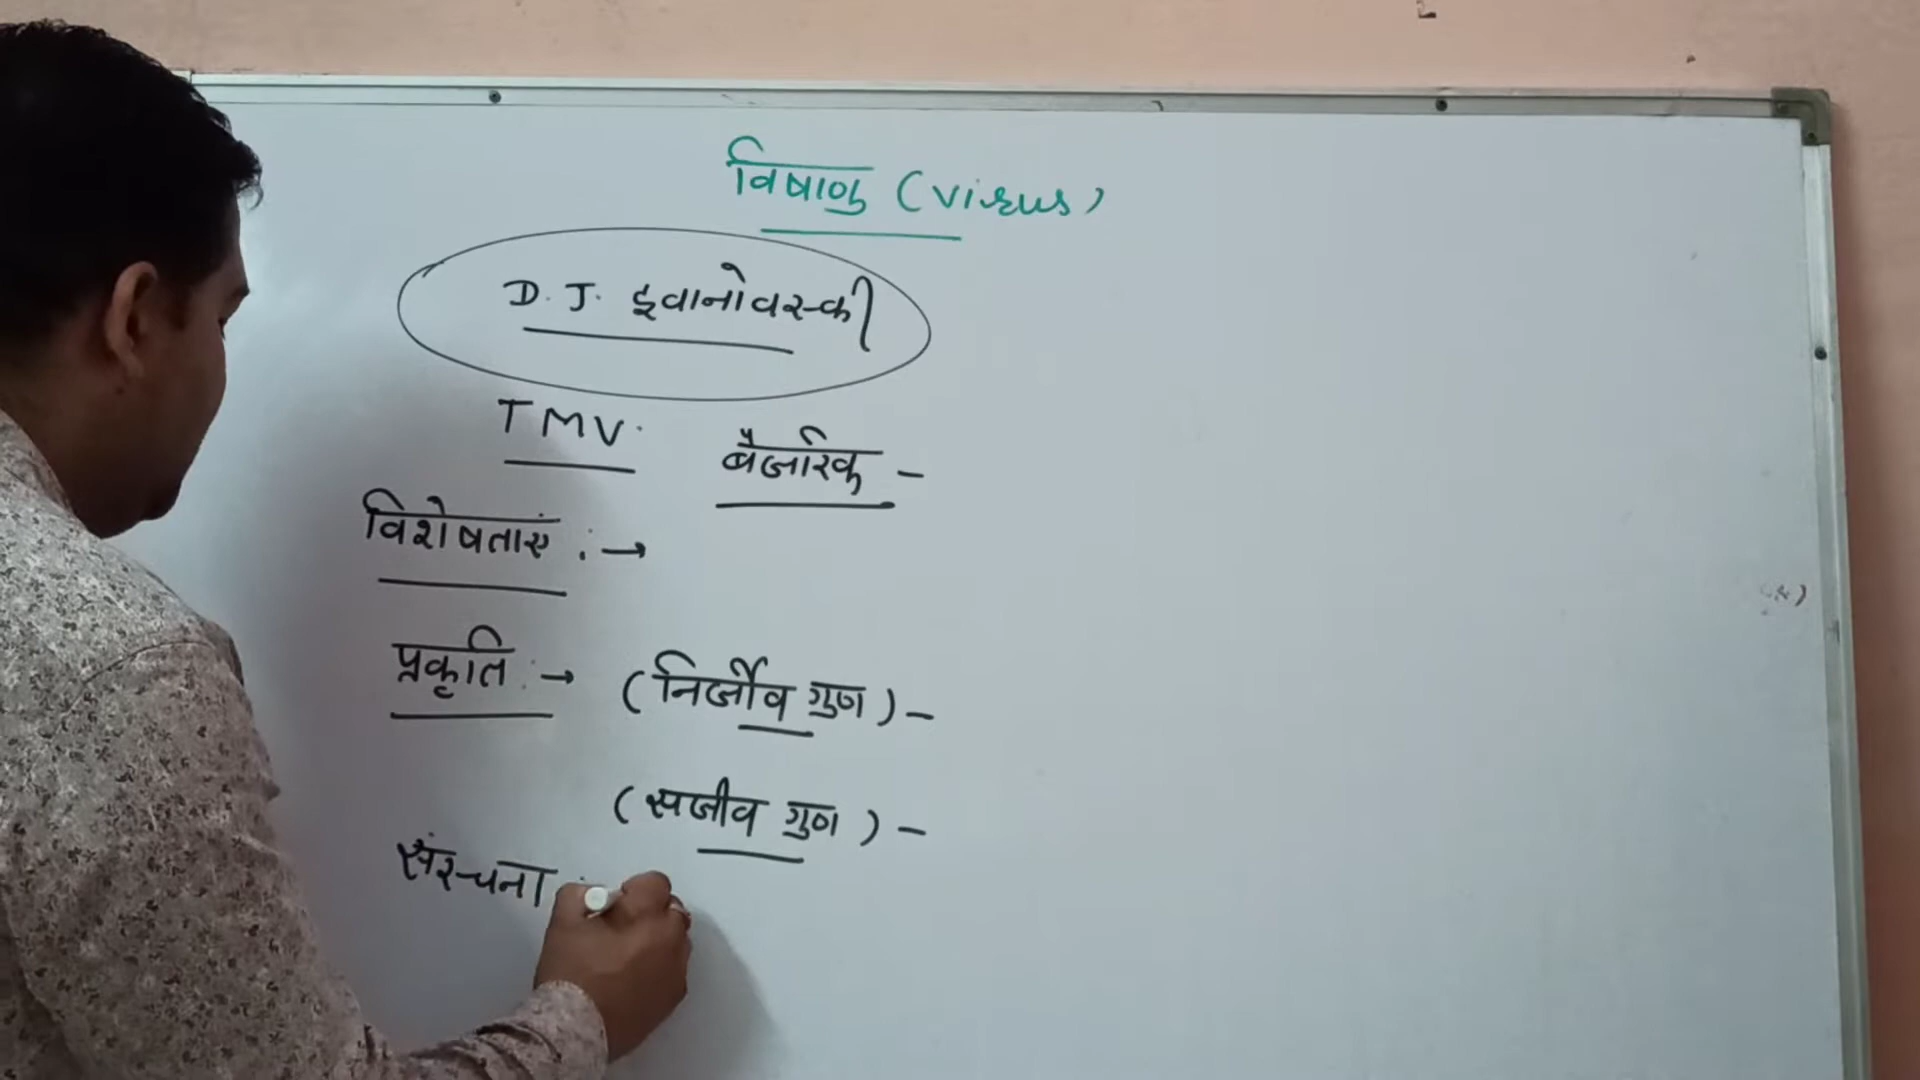 विषाणु (Virus)
D. J. इवानोवस्की
TMV. बैजरिंक -
विशेषताएं : →
प्रकृति : → (निर्जीव गुण) -
(सजीव गुण) -
संरचना :